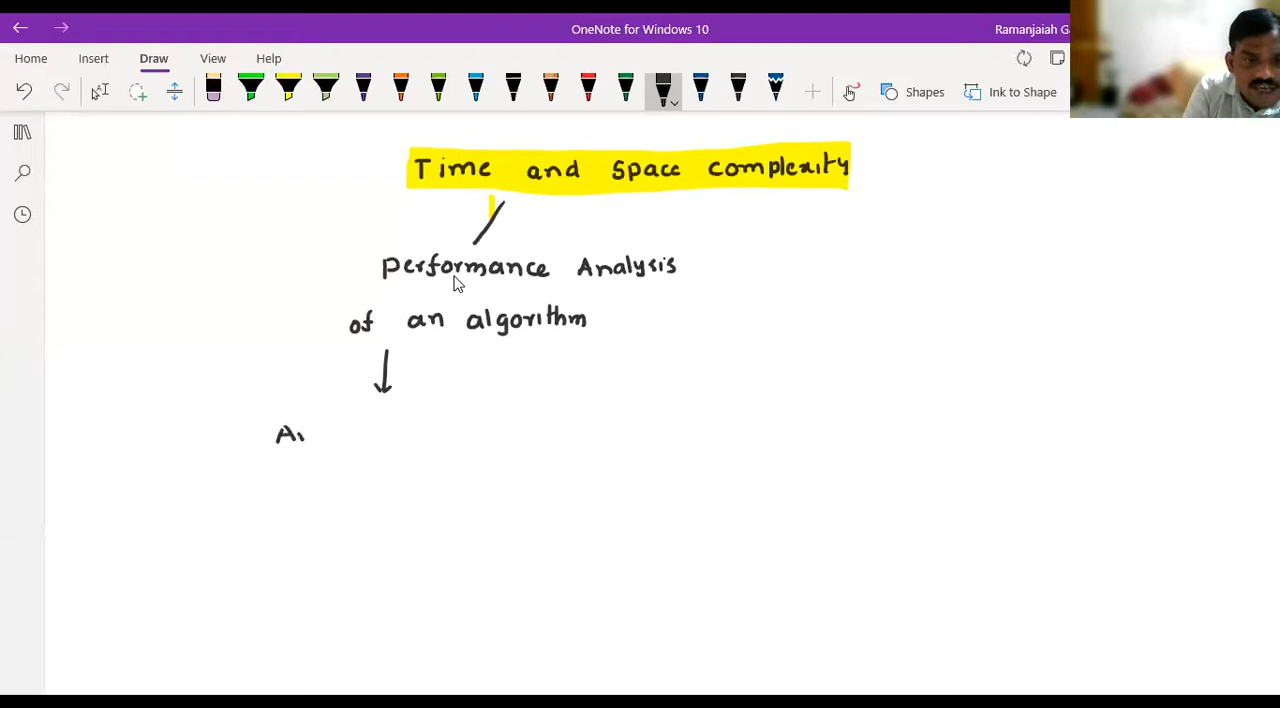 OneNote for Windows 10
Ramanjaiah G
Home Insert Draw View Help
Shapes Ink to Shape
Time and Space complexity
performance Analysis
of an algorithm